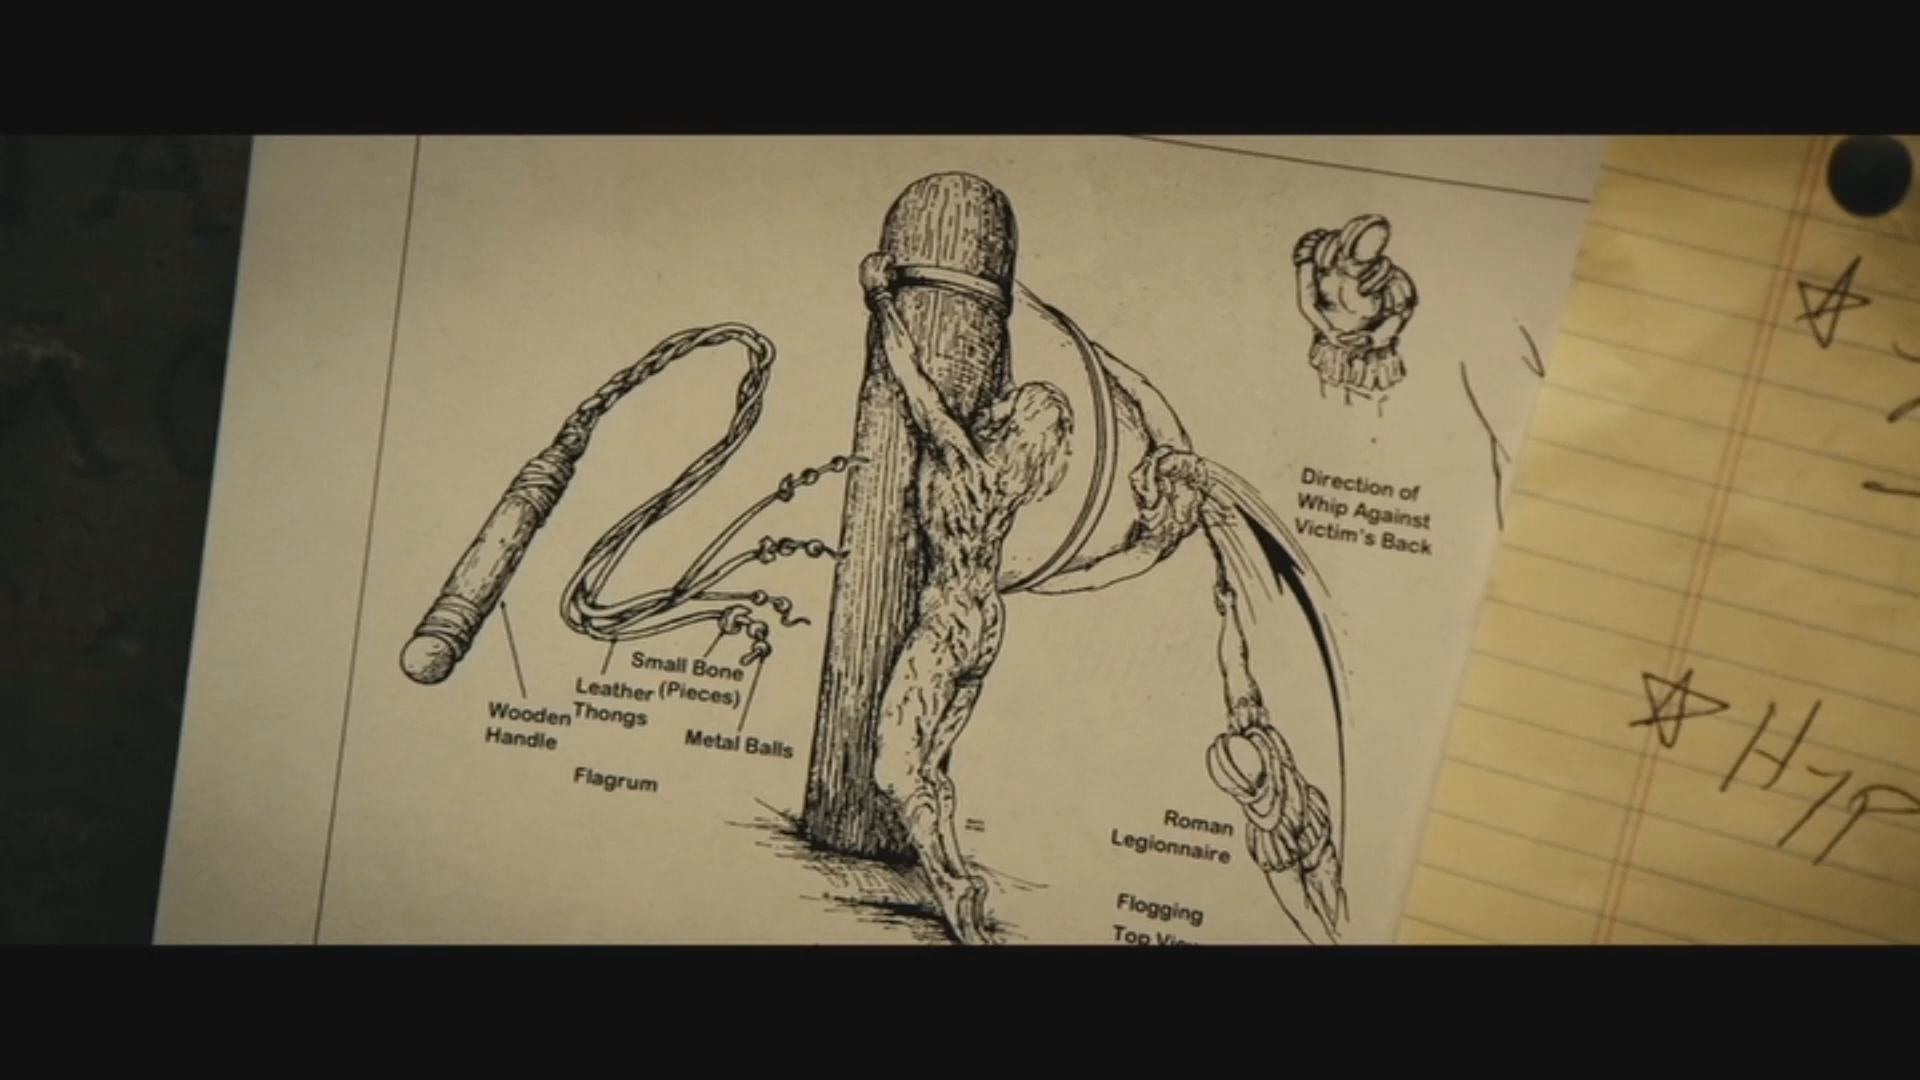 Direction of
Whip Against
Victim's Back
Small Bone
(Pieces)
Leather
Thongs
Wooden
Handle
Metal Balls
Flagrum
Roman
Legionnaire
Flogging
Top